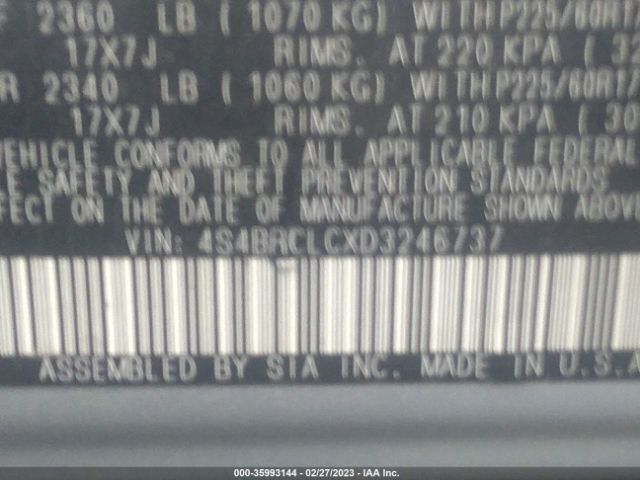 F 2360 LB ( 1070 KG) WITH P225/60R17
17X7J RIMS. AT 220 KPA ( 32
R 2340 LB ( 1060 KG) WITH P225/60R17
17X7J RIMS. AT 210 KPA ( 30
VEHICLE CONFORMS TO ALL APPLICABLE FEDERAL
LE SAFETY AND THEFT PREVENTION STANDARDS
FFECT ON THE DATE OF MANUFACTURE SHOWN ABOVE
VIN: 4S4BRCLCXD3246737
ASSEMBLED BY SIA INC. MADE IN U.S.A
000-35993144 - 02/27/2023 - IAA Inc.